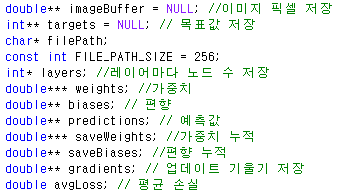 double** imageBuffer = NULL; //이미지 픽셀 저장
int** targets = NULL; // 목표값 저장
char* filePath;
const int FILE_PATH_SIZE = 256;
int* layers; //레이어마다 노드 수 저장
double*** weights; //가중치
double** biases; // 편향
double** predictions; // 예측값
double*** saveWeights; //가중치 누적
double** saveBiases; //편향 누적
double** gradients; // 업데이트 기울기 저장
double avgLoss; // 평균 손실